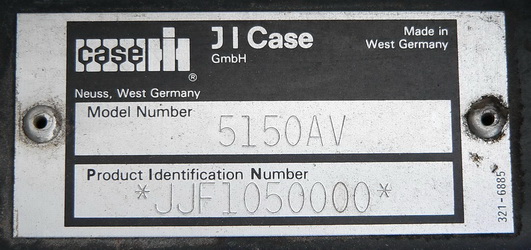 case IH ®
J I Case
GmbH
Made in
West Germany
Neuss, West Germany
Model Number
5150AV
Product Identification Number
*JJF1050000*
321-6885